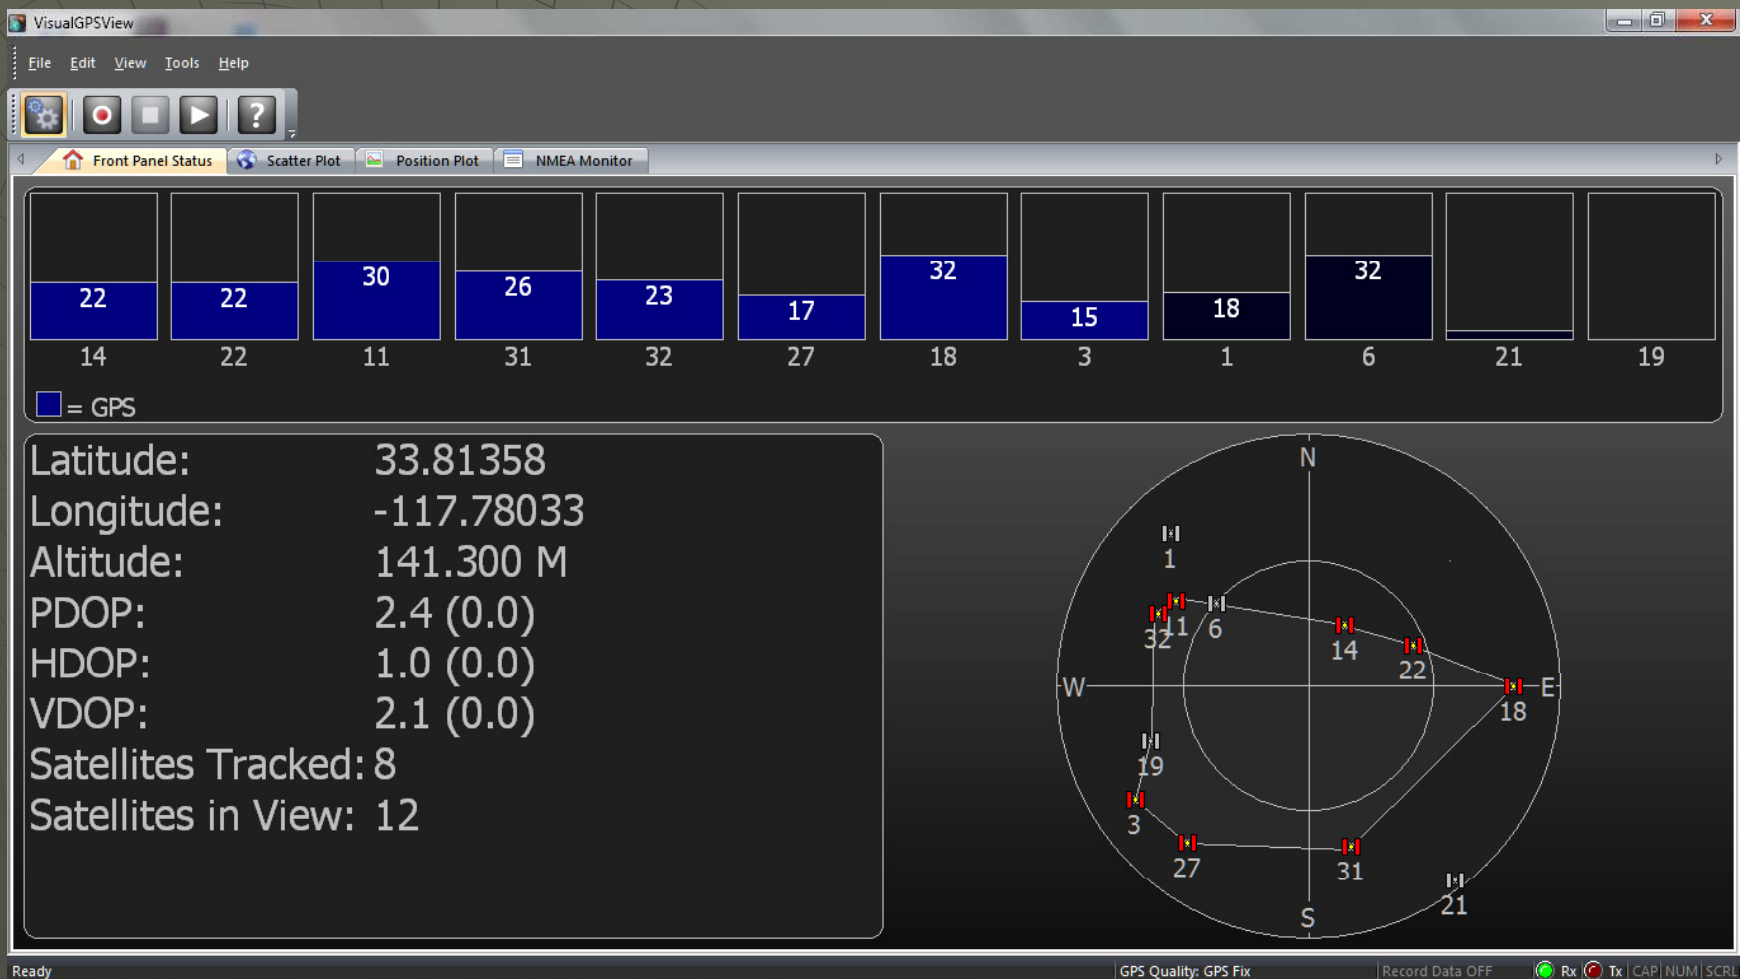 VisualGPSView
File Edit View Tools Help
?
Front Panel Status Scatter Plot Position Plot NMEA Monitor
22 22 30 26 23 17 32 15 18 32
14 22 11 31 32 27 18 3 1 6 21 19
= GPS
Latitude: 33.81358
Longitude: -117.78033
Altitude: 141.300 M
PDOP: 2.4 (0.0)
HDOP: 1.0 (0.0)
VDOP: 2.1 (0.0)
Satellites Tracked: 8
Satellites in View: 12
N
1
32 11 6
14
22
W E
18
19
3
27
31
21
S
Ready GPS Quality: GPS Fix Record Data OFF Rx Tx CAP NUM SCRL